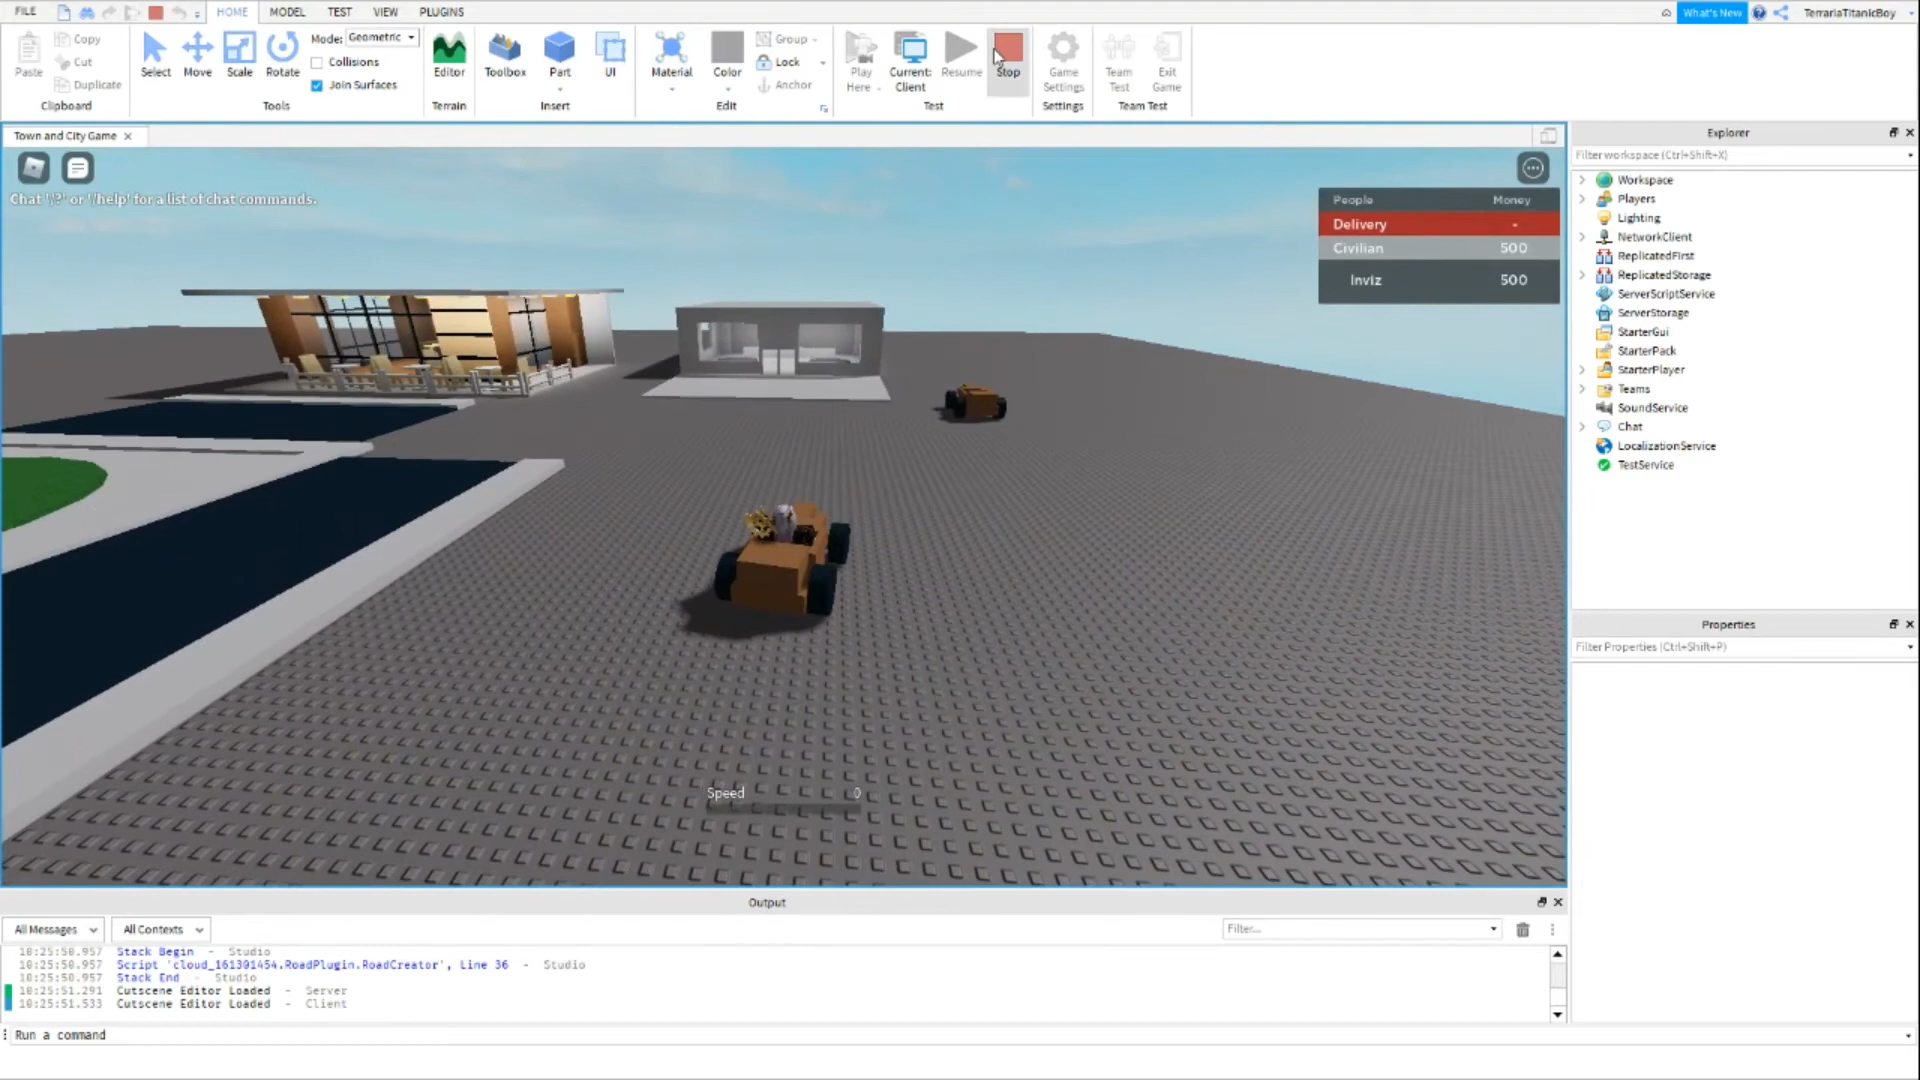 FILE HOME MODEL TEST VIEW PLUGINS What's New TerrariaTitanicBoy
Paste Copy Cut Duplicate Clipboard
Select Move Scale Rotate Mode: Geometric Collisions Join Surfaces Tools
Editor Terrain
Toolbox Part UI Insert
Material Color Group Lock Anchor Edit
Play Here Current: Client Resume Stop Test
Game Settings Settings
Team Test Exit Game Team Test
Town and City Game
Chat '/?' or '/help' for a list of chat commands.
People Money
Delivery -
Civilian 500
Inviz 500
Speed 0
Explorer
Filter workspace (Ctrl+Shift+X)
Workspace
Players
Lighting
NetworkClient
ReplicatedFirst
ReplicatedStorage
ServerScriptService
ServerStorage
StarterGui
StarterPack
StarterPlayer
Teams
SoundService
Chat
LocalizationService
TestService
Properties
Filter Properties (Ctrl+Shift+P)
Output
All Messages All Contexts Filter...
10:25:50.957 Stack Begin - Studio
10:25:50.957 Script 'cloud_161301454.RoadPlugin.RoadCreator', Line 36 - Studio
10:25:50.957 Stack End - Studio
10:25:51.291 Cutscene Editor Loaded - Server
10:25:51.533 Cutscene Editor Loaded - Client
Run a command